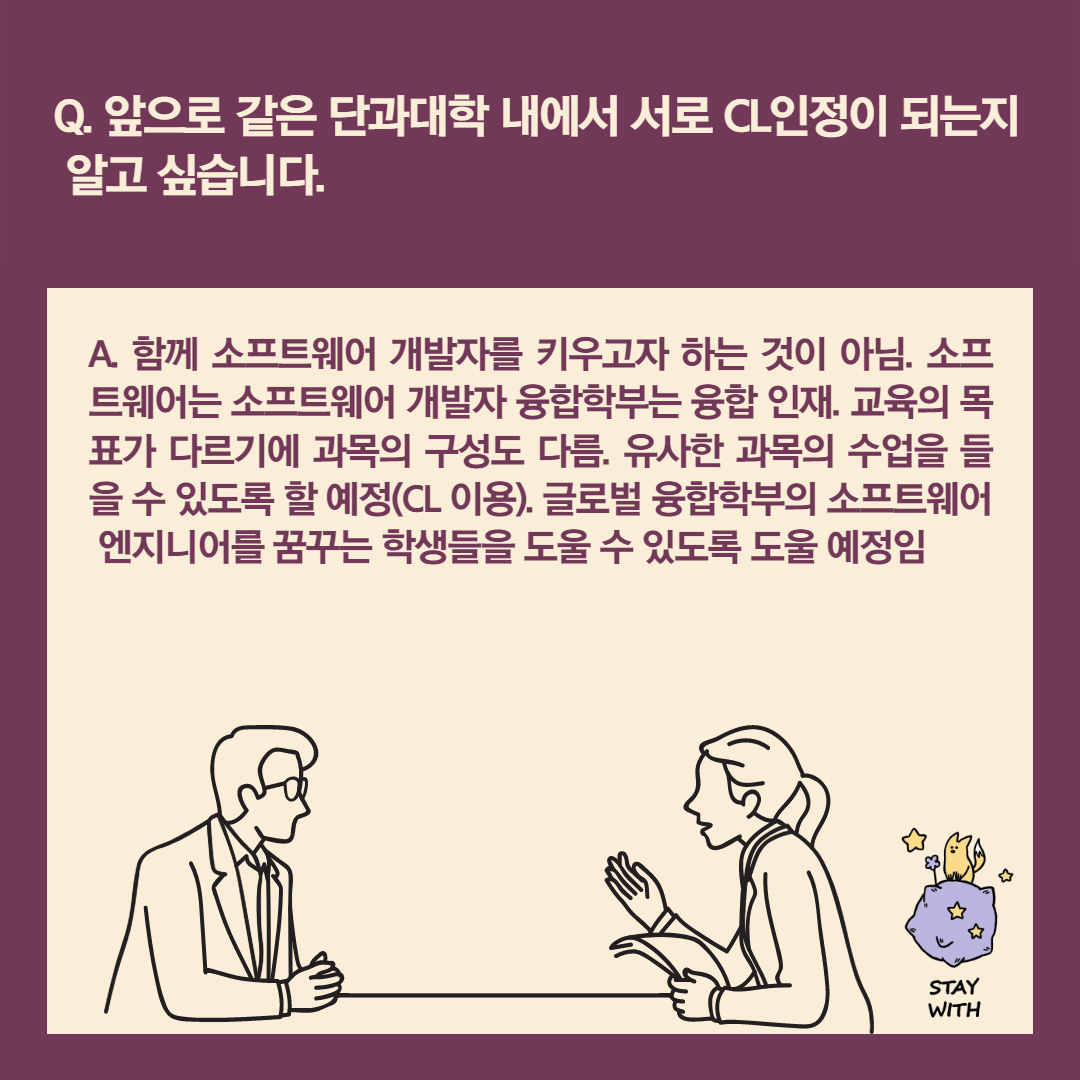 Q. 앞으로 같은 단과대학 내에서 서로 CL인정이 되는지
알고 싶습니다.
A. 함께 소프트웨어 개발자를 키우고자 하는 것이 아님. 소프
트웨어는 소프트웨어 개발자 융합학부는 융합 인재. 교육의 목
표가 다르기에 과목의 구성도 다름. 유사한 과목의 수업을 들
을 수 있도록 할 예정(CL 이용). 글로벌 융합학부의 소프트웨어
엔지니어를 꿈꾸는 학생들을 도울 수 있도록 도울 예정임
STAY
WITH